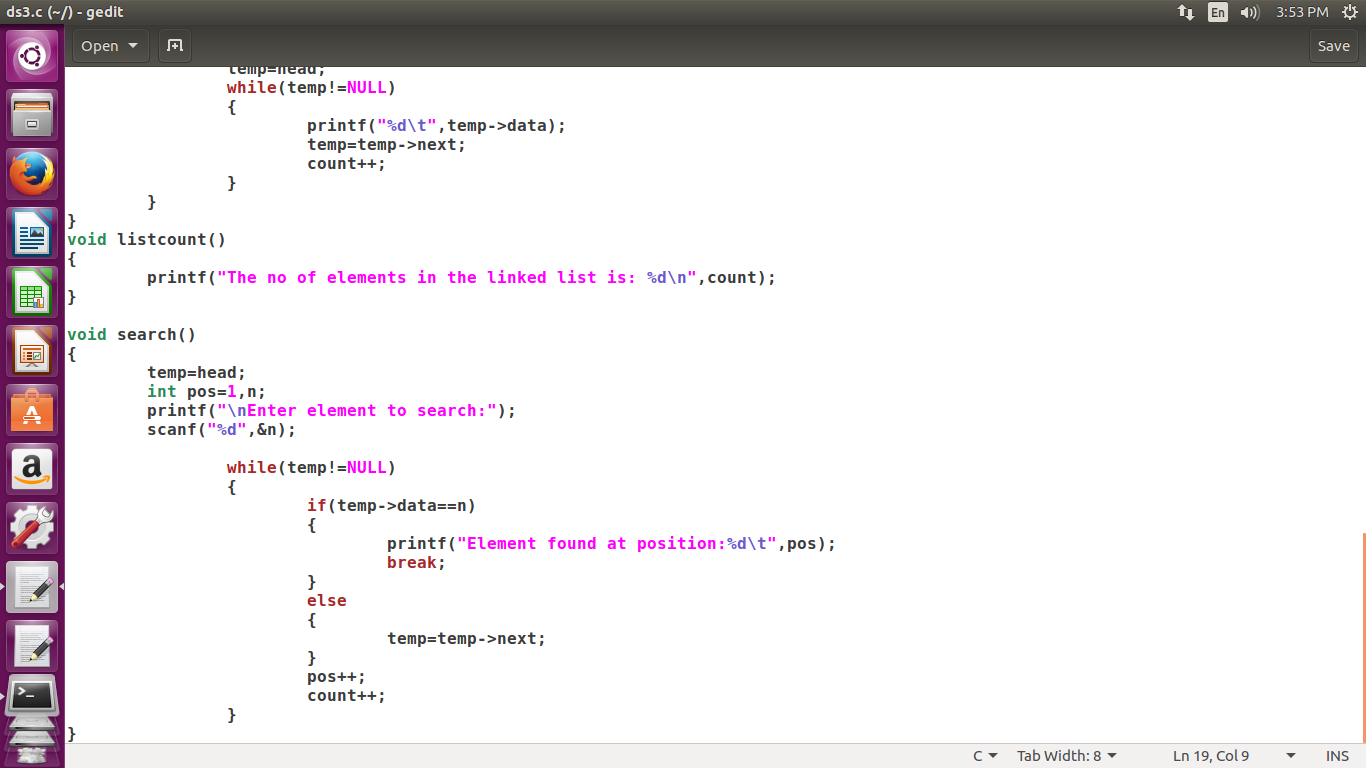 ds3.c (~/) - gedit
En
3:53 PM
Open
Save
temp=head;
while(temp!=NULL)
{
printf("%d\t",temp->data);
temp=temp->next;
count++;
}
}
}
void listcount()
{
printf("The no of elements in the linked list is: %d\n",count);
}
void search()
{
temp=head;
int pos=1,n;
printf("\nEnter element to search:");
scanf("%d",&n);
while(temp!=NULL)
{
if(temp->data==n)
{
printf("Element found at position:%d\t",pos);
break;
}
else
{
temp=temp->next;
}
pos++;
count++;
}
}
C
Tab Width: 8
Ln 19, Col 9
INS